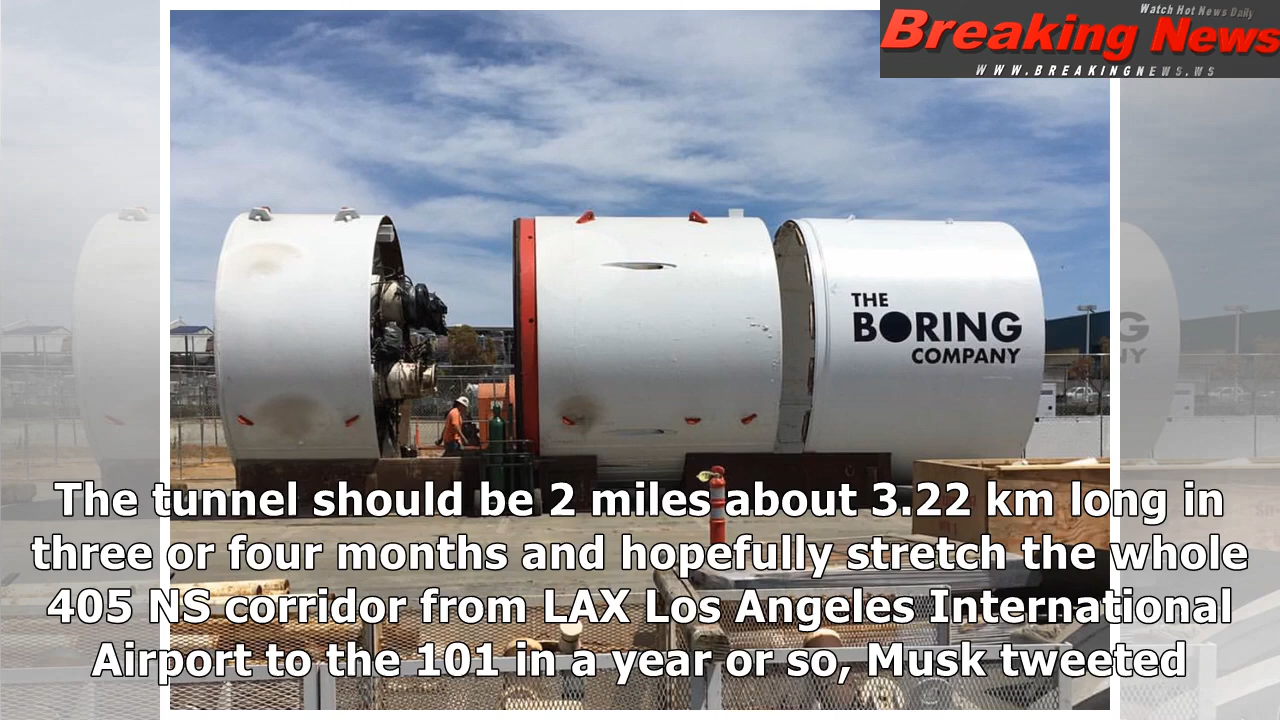 Watch Hot News Daily
Breaking News
WWW.BREAKINGNEWS.WS
THE
BORING
COMPANY
The tunnel should be 2 miles about 3.22 km long in
three or four months and hopefully stretch the whole
405 NS corridor from LAX Los Angeles International
Airport to the 101 in a year or so, Musk tweeted